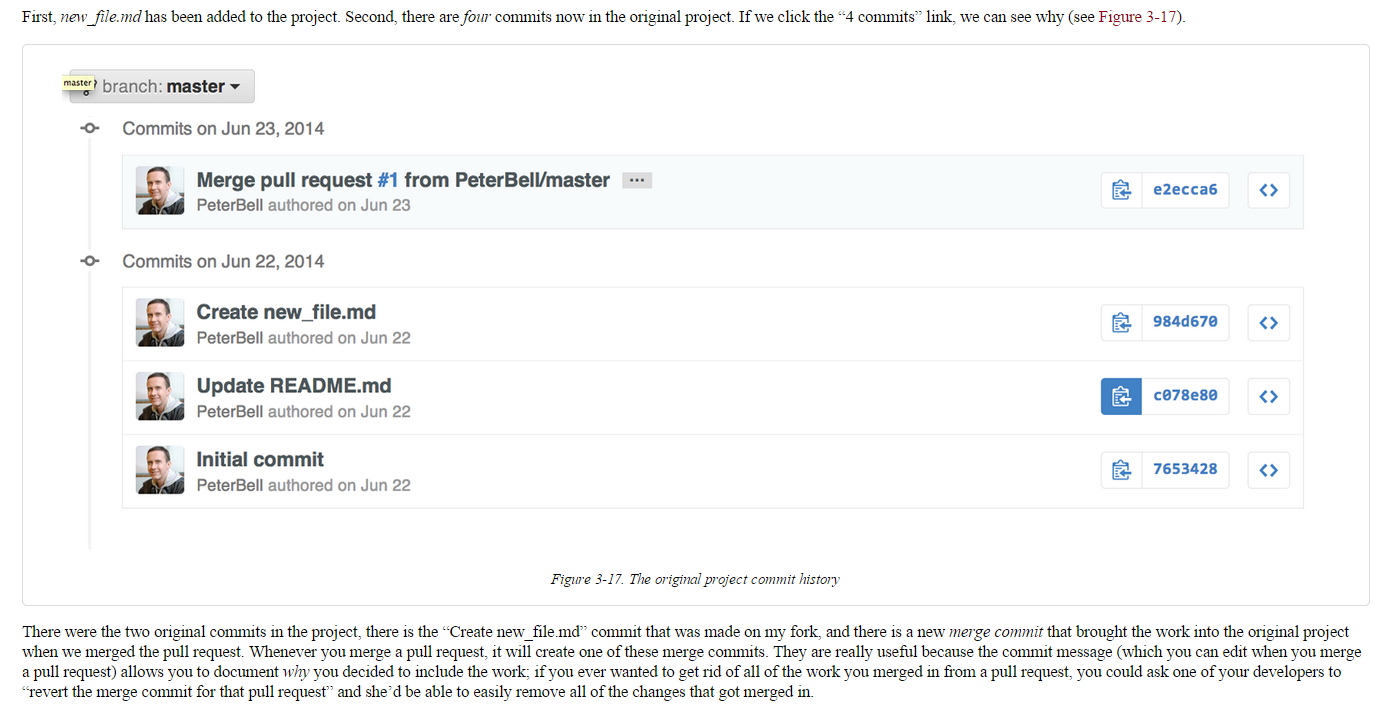 First, new_file.md has been added to the project. Second, there are four commits now in the original project. If we click the “4 commits” link, we can see why (see Figure 3-17).
master
branch: master
Commits on Jun 23, 2014
Merge pull request #1 from PeterBell/master ...
PeterBell authored on Jun 23
e2ecca6
Commits on Jun 22, 2014
Create new_file.md
PeterBell authored on Jun 22
984d670
Update README.md
PeterBell authored on Jun 22
c078e80
Initial commit
PeterBell authored on Jun 22
7653428
Figure 3-17. The original project commit history
There were the two original commits in the project, there is the “Create new_file.md” commit that was made on my fork, and there is a new merge commit that brought the work into the original project
when we merged the pull request. Whenever you merge a pull request, it will create one of these merge commits. They are really useful because the commit message (which you can edit when you merge
a pull request) allows you to document why you decided to include the work; if you ever wanted to get rid of all of the work you merged in from a pull request, you could ask one of your developers to
“revert the merge commit for that pull request” and she’d be able to easily remove all of the changes that got merged in.